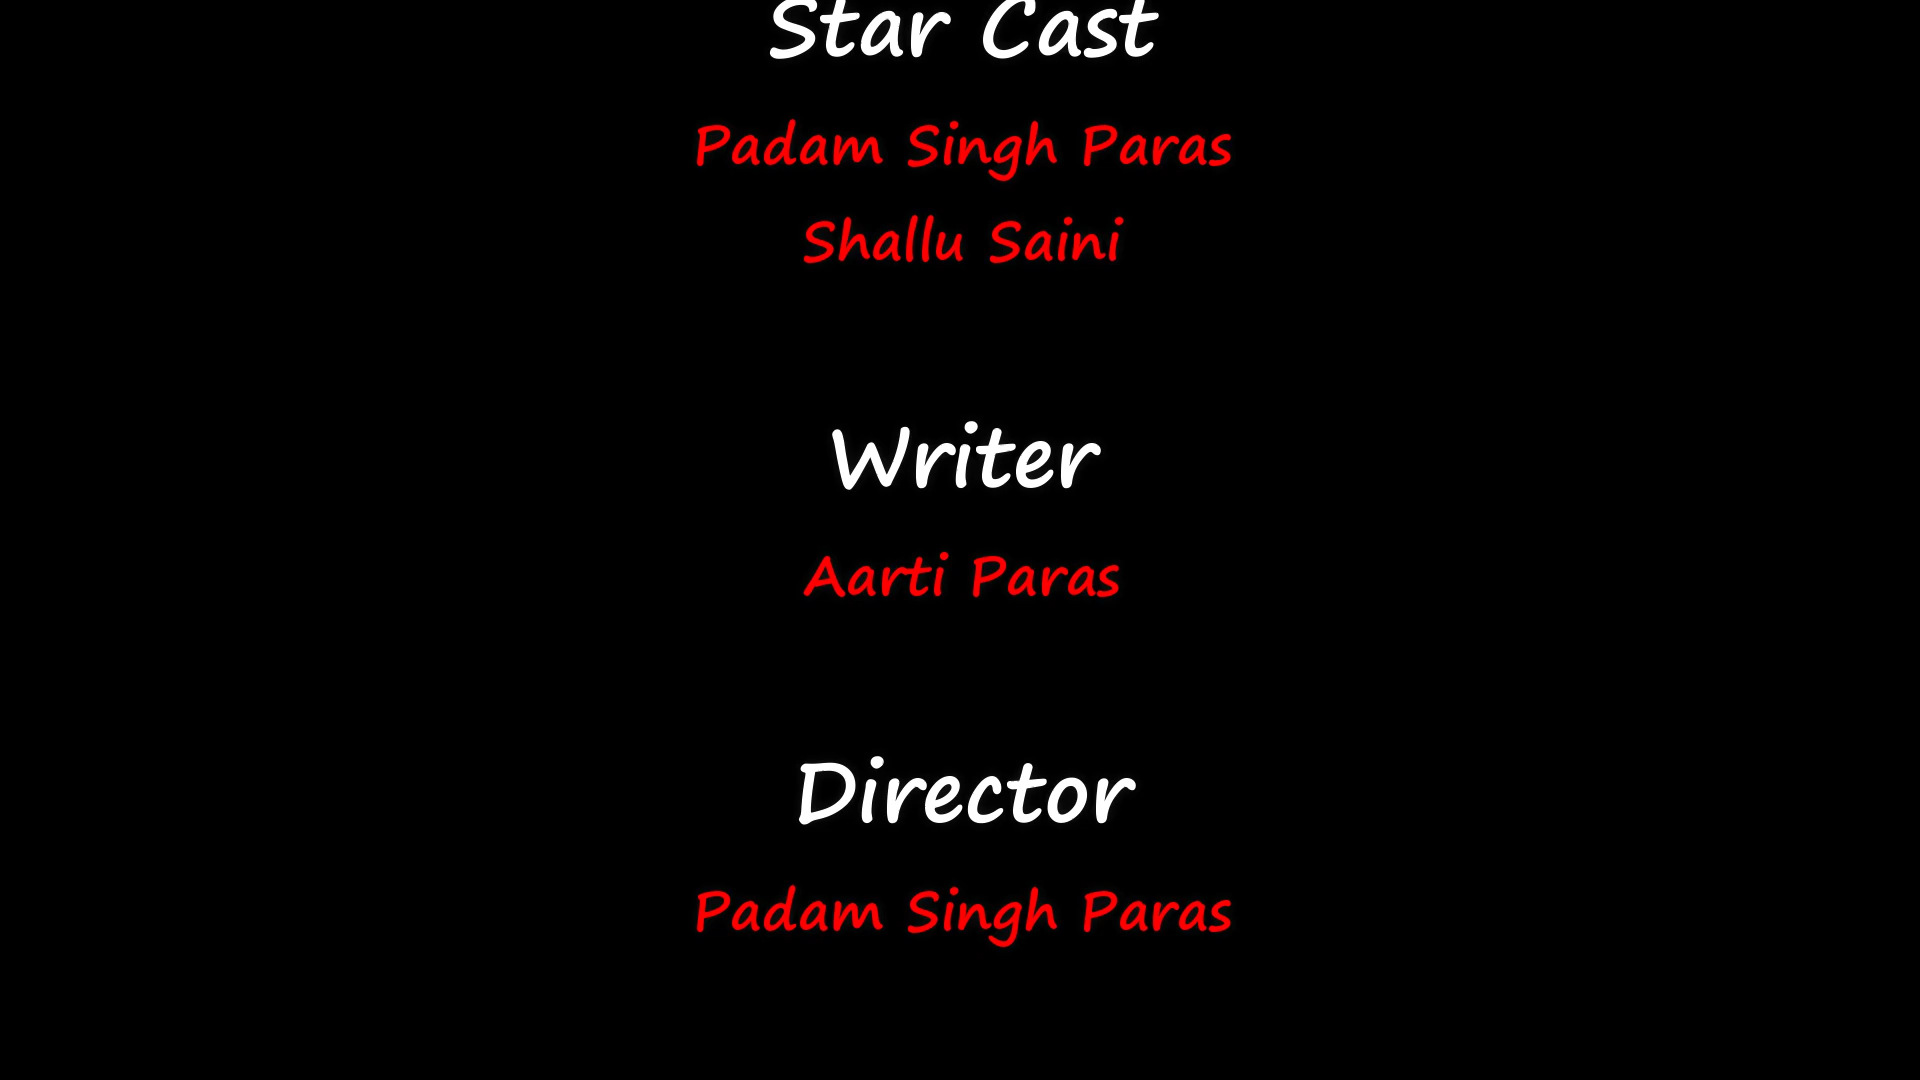 Star Cast
Padam Singh Paras
Shallu Saini
Writer
Aarti Paras
Director
Padam Singh Paras